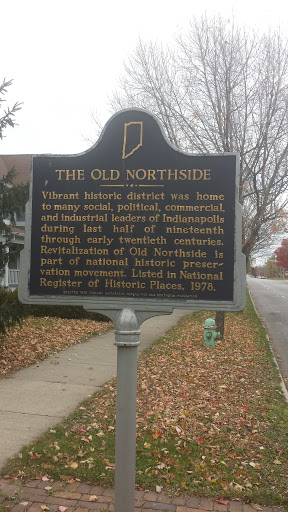 THE OLD NORTHSIDE
Vibrant historic district was home
to many social, political, commercial,
and industrial leaders of Indianapolis
during last half of nineteenth
through early twentieth centuries.
Revitalization of Old Northside is
part of national historic preser-
vation movement. Listed in National
Register of Historic Places, 1978.